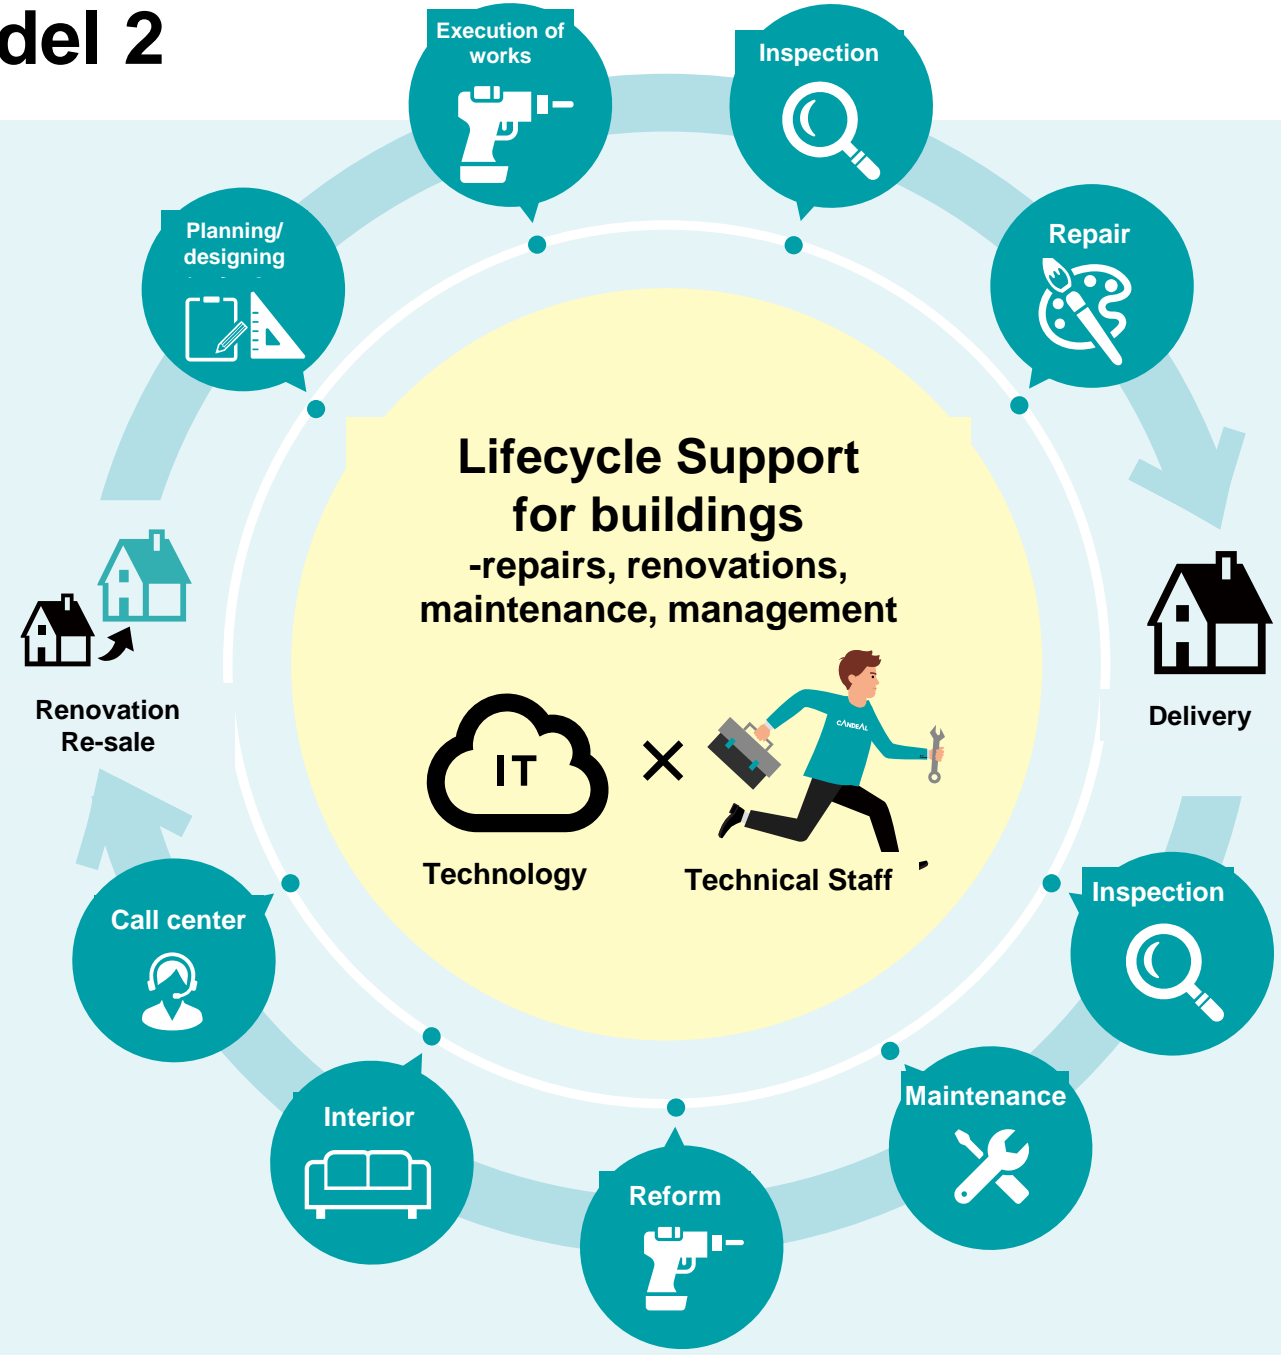 del 2
Execution of
works
Inspection
Planning/
designing
Repair
Lifecycle Support
for buildings
-repairs, renovations,
maintenance, management
Renovation
Re-sale
Delivery
IT
×
CANDEAL
Technology
Technical Staff
Call center
Inspection
Interior
Maintenance
Reform